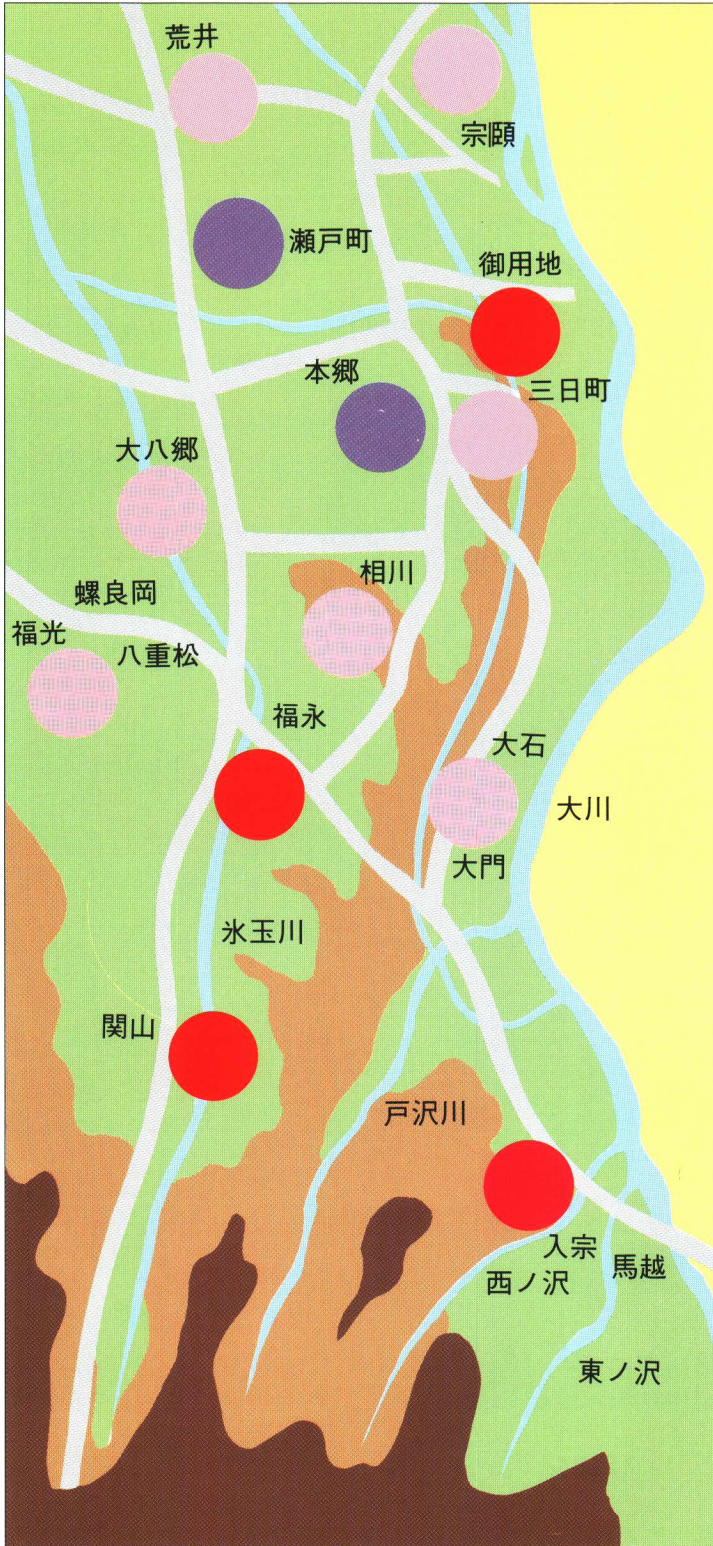 荒井
宗頤
瀬戸町
御用地
本郷
三日町
大八郷
相川
螺良岡
福光
八重松
福永
大石
大川
大門
氷玉川
関山
戸沢川
入宗
西ノ沢
馬越
東ノ沢